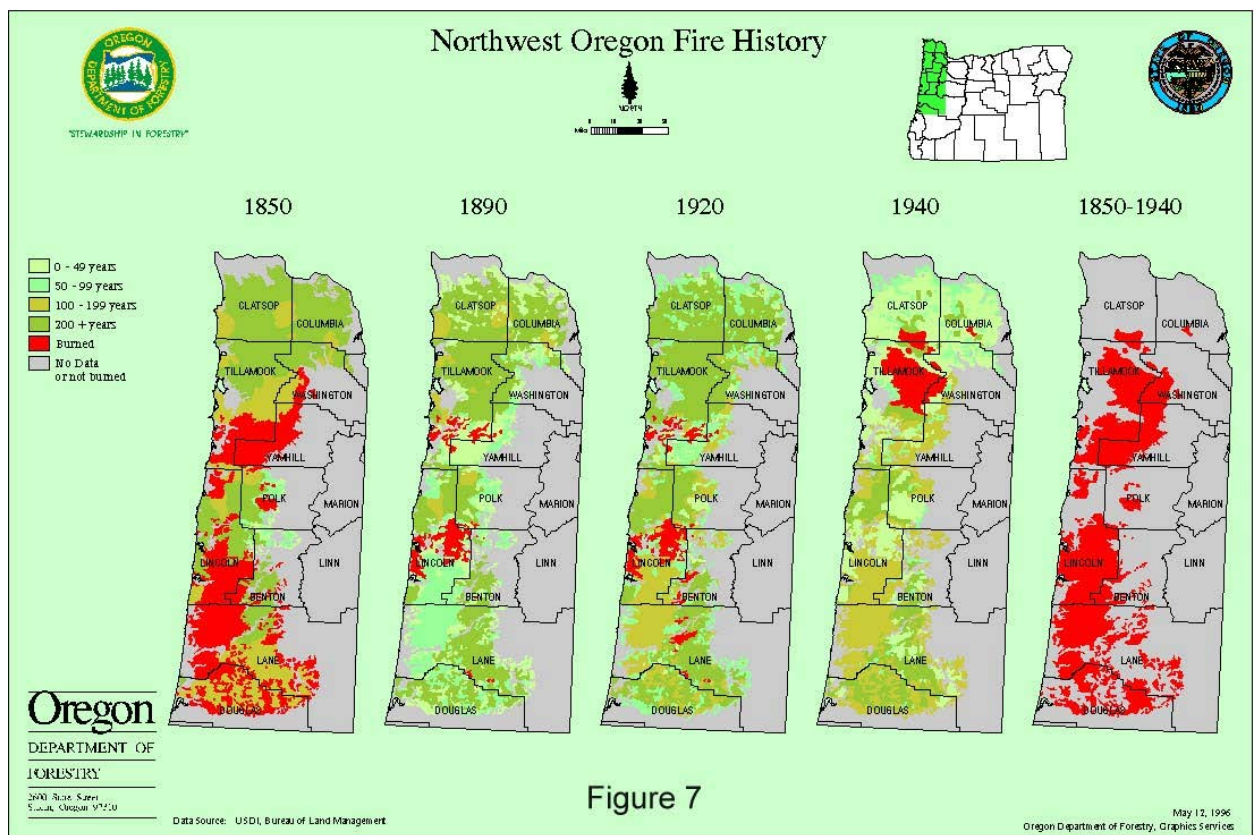 Northwest Oregon Fire History
OREGON
DEPARTMENT OF FORESTRY
"STEWARDSHIP IN FORESTRY"
NORTH
Miles
1850
1890
1920
1940
1850-1940
0 - 49 years
50 - 99 years
100 - 199 years
200 + years
Burned
No Data
or not burned
CLATSOP
COLUMBIA
TILLAMOOK
WASHINGTON
YAMHILL
POLK
MARION
LINCOLN
LINN
BENTON
LANE
DOUGLAS
CLATSOP
COLUMBIA
TILLAMOOK
WASHINGTON
YAMHILL
POLK
MARION
LINCOLN
LINN
BENTON
LANE
DOUGLAS
CLATSOP
COLUMBIA
TILLAMOOK
WASHINGTON
YAMHILL
POLK
MARION
LINCOLN
LINN
BENTON
LANE
DOUGLAS
CLATSOP
COLUMBIA
TILLAMOOK
WASHINGTON
YAMHILL
POLK
MARION
LINCOLN
LINN
BENTON
LANE
DOUGLAS
CLATSOP
COLUMBIA
TILLAMOOK
WASHINGTON
YAMHILL
POLK
MARION
LINCOLN
LINN
BENTON
LANE
DOUGLAS
Oregon
DEPARTMENT OF
FORESTRY
2600 State Street
Salem, Oregon 97310
Data Source: USDI, Bureau of Land Management
Figure 7
May 12, 1996
Oregon Department of Forestry, Graphics Services